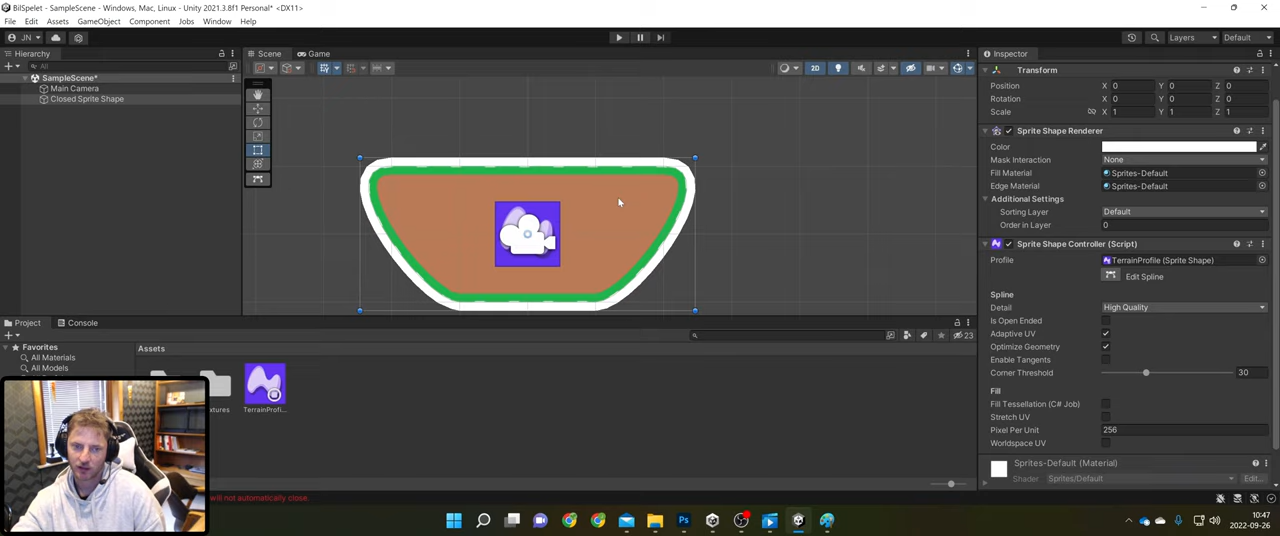 BilSpelet - SampleScene - Windows, Mac, Linux - Unity 2021.3.8f1 Personal* <DX11>
File Edit Assets GameObject Component Jobs Window Help
JN
Layers
Default
Hierarchy
All
SampleScene*
Main Camera
Closed Sprite Shape
Scene
Game
2D
Inspector
Transform
Position X 0 Y 0 Z 0
Rotation X 0 Y 0 Z 0
Scale X 1 Y 1 Z 1
Sprite Shape Renderer
Color
Mask Interaction None
Fill Material Sprites-Default
Edge Material Sprites-Default
Additional Settings
Sorting Layer Default
Order in Layer 0
Sprite Shape Controller (Script)
Profile TerrainProfile (Sprite Shape)
Edit Spline
Spline
Detail High Quality
Is Open Ended
Adaptive UV
Optimize Geometry
Enable Tangents
Corner Threshold 30
Fill
Fill Tessellation (C# Job)
Stretch UV
Pixel Per Unit 256
Worldspace UV
Sprites-Default (Material)
Shader Sprites/Default Edit...
Project
Console
23
Favorites
All Materials
All Models
Assets
xtures
TerrainProfi...
will not automatically close.
10:47
2022-09-26